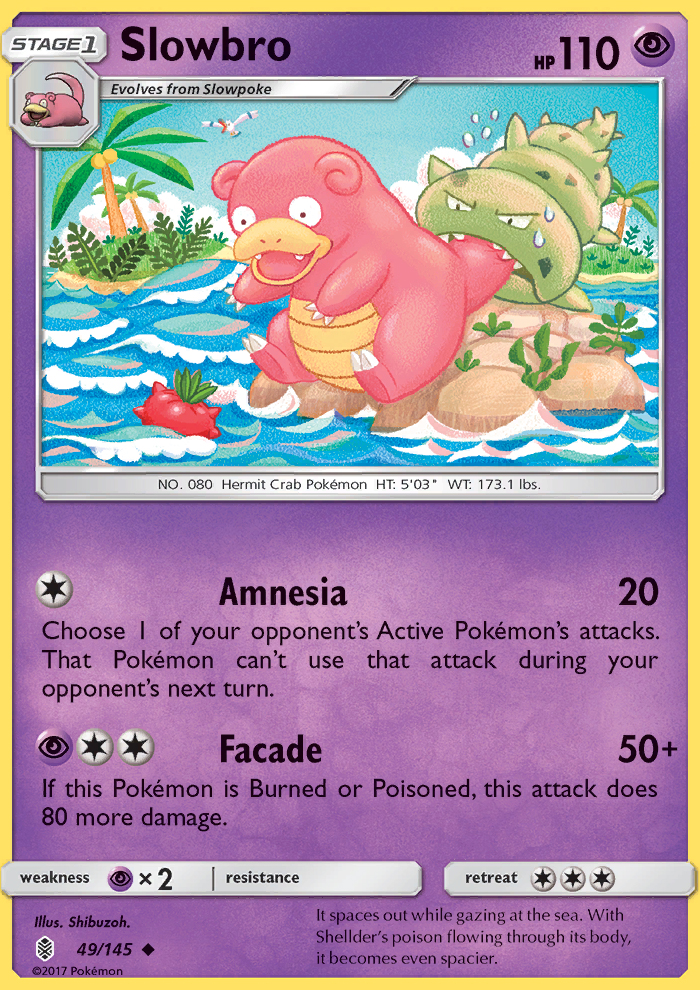 STAGE1
Slowbro
HP110
Evolves from Slowpoke
NO. 080 Hermit Crab Pokémon HT: 5'03" WT: 173.1 lbs.
Amnesia 20
Choose 1 of your opponent's Active Pokémon's attacks.
That Pokémon can't use that attack during your
opponent's next turn.
Facade 50+
If this Pokémon is Burned or Poisoned, this attack does
80 more damage.
weakness ×2 resistance retreat
Illus. Shibuzoh.
49/145
©2017 Pokémon
It spaces out while gazing at the sea. With
Shellder's poison flowing through its body,
it becomes even spacier.